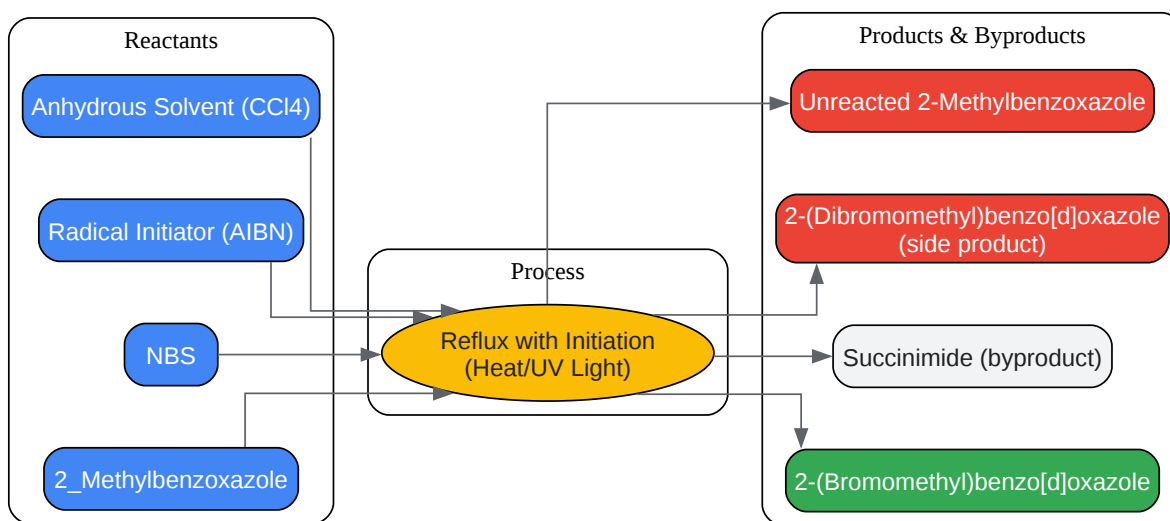 Reactants
Anhydrous Solvent (CCl4)
Radical Initiator (AIBN)
NBS
2_Methylbenzoxazole
Process
Reflux with Initiation
(Heat/UV Light)
Products & Byproducts
Unreacted 2-Methylbenzoxazole
2-(Dibromomethyl)benzo[d]oxazole
(side product)
Succinimide (byproduct)
2-(Bromomethyl)benzo[d]oxazole